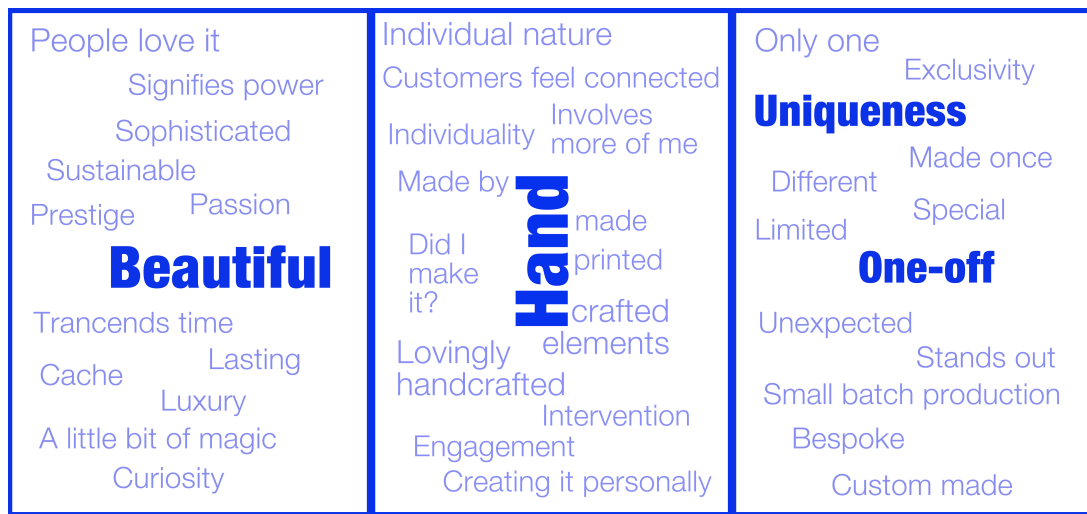 People love it
Signifies power
Sophisticated
Sustainable
Passion
Prestige
Beautiful
Trancends time
Lasting
Cache
Luxury
A little bit of magic
Curiosity
Individual nature
Customers feel connected
Involves
more of me
Individuality
Made by
Hand
made
printed
crafted
elements
Did I
make
it?
Lovingly
handcrafted
Intervention
Engagement
Creating it personally
Only one
Exclusivity
Uniqueness
Made once
Different
Special
Limited
One-off
Unexpected
Stands out
Small batch production
Bespoke
Custom made